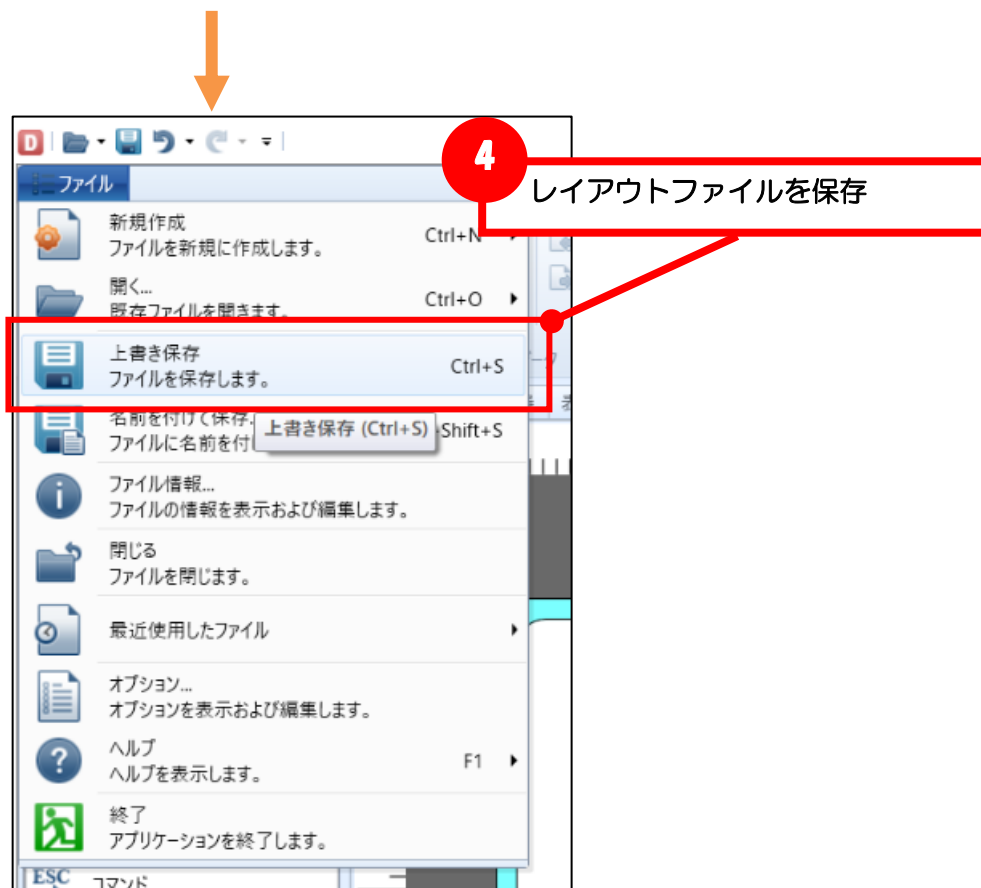 D
4
レイアウトファイルを保存
ファイル
新規作成
ファイルを新規に作成します。
Ctrl+N
開く...
既存ファイルを開きます。
Ctrl+O
上書き保存
ファイルを保存します。
Ctrl+S
名前を付けて保存.
ファイルに名前を付け
Shift+S
上書き保存 (Ctrl+S)
ファイル情報...
ファイルの情報を表示および編集します。
閉じる
ファイルを閉じます。
最近使用したファイル
オプション...
オプションを表示および編集します。
ヘルプ
ヘルプを表示します。
F1
終了
アプリケーションを終了します。
ESC
コマンド